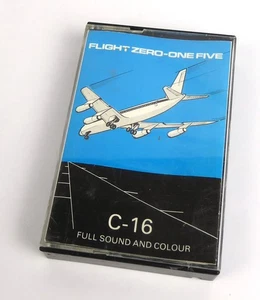 FLIGHT ZERO-ONE FIVE
C-16
FULL SOUND AND COLOUR